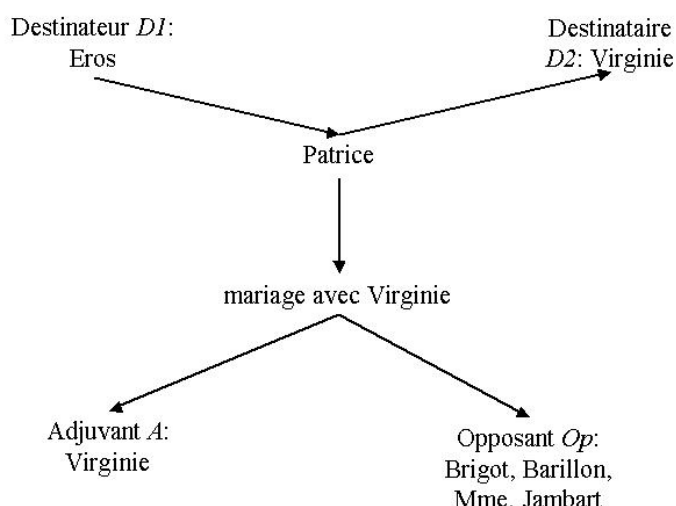 Destinateur D1:
Eros
Destinataire
D2: Virginie
Patrice
mariage avec Virginie
Adjuvant A:
Virginie
Opposant Op:
Brigot, Barillon,
Mme, Jambart